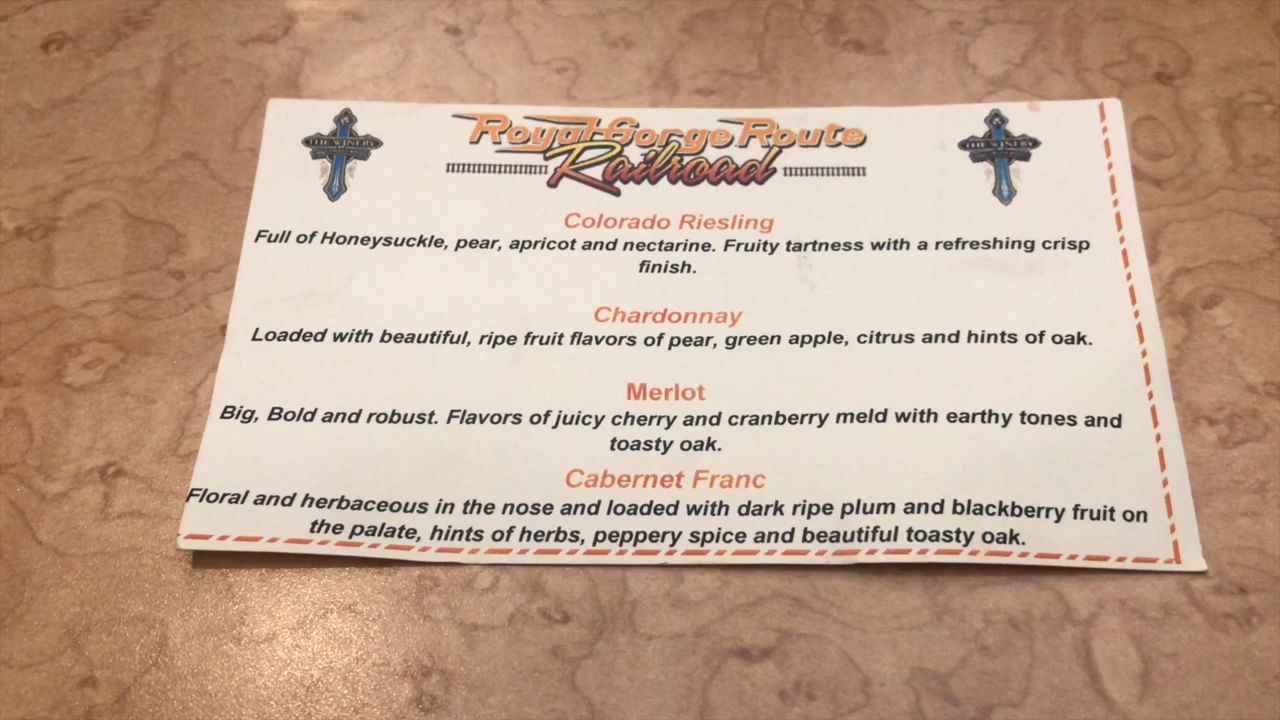 Royal Gorge Route
Railroad
THE WINERY
THE WINERY
Colorado Riesling
Full of Honeysuckle, pear, apricot and nectarine. Fruity tartness with a refreshing crisp
finish.
Chardonnay
Loaded with beautiful, ripe fruit flavors of pear, green apple, citrus and hints of oak.
Merlot
Big, Bold and robust. Flavors of juicy cherry and cranberry meld with earthy tones and
toasty oak.
Cabernet Franc
Floral and herbaceous in the nose and loaded with dark ripe plum and blackberry fruit on
the palate, hints of herbs, peppery spice and beautiful toasty oak.